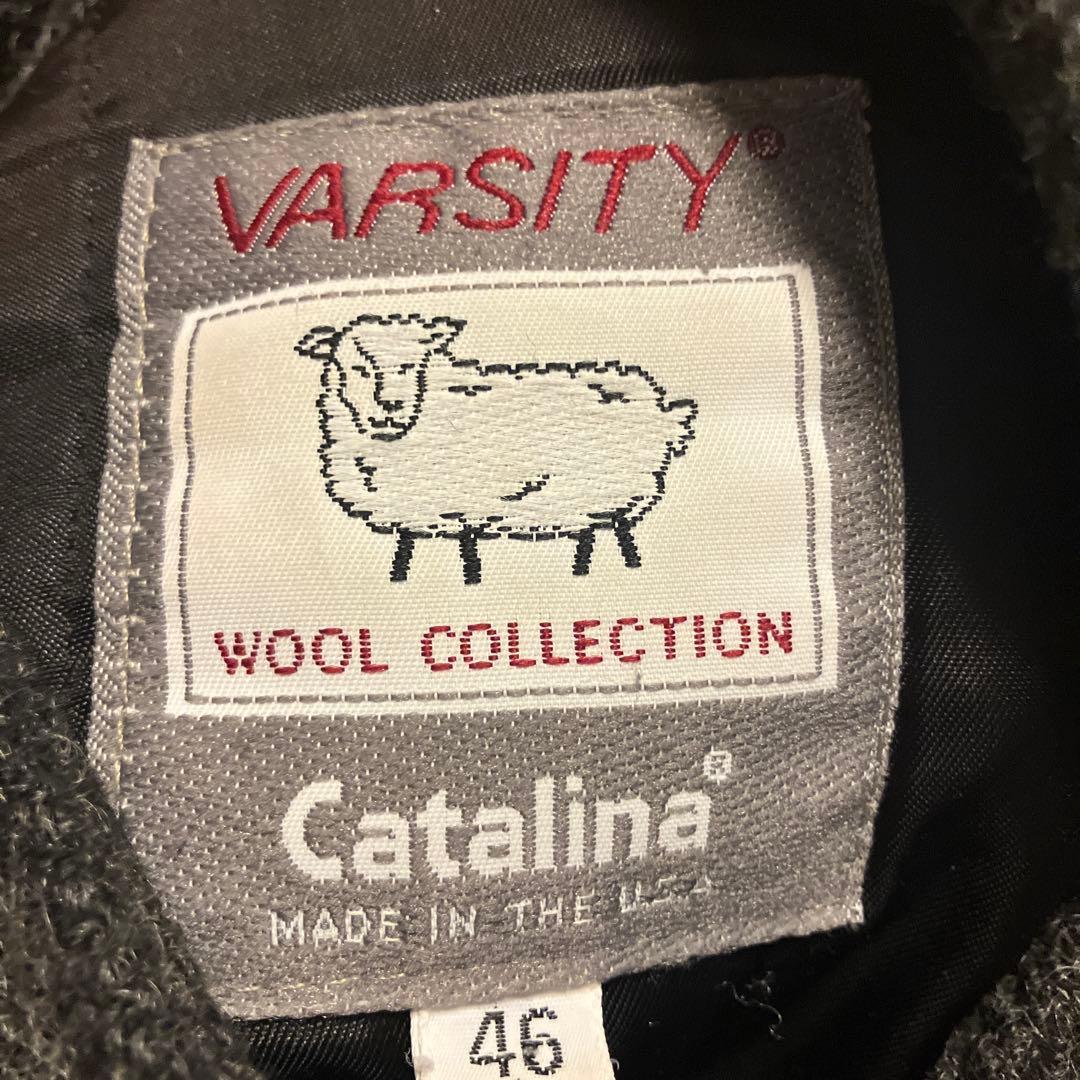 VARSITY®
WOOL COLLECTION
Catalina®
MADE IN THE U.S.A
46